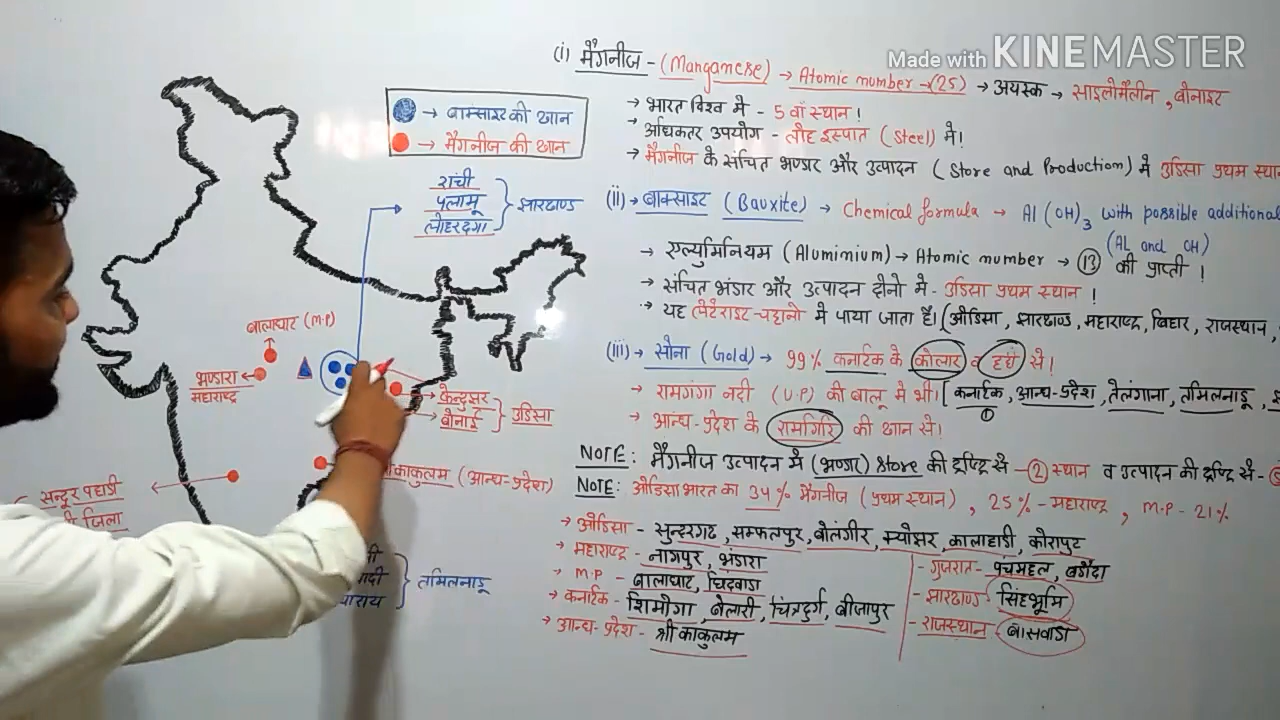 Made with KINEMASTER
(i) मैगनीज - (Manganese) → Atomic number → (25) → अयस्क → साइलोमैलीन, बोनाइट
→ भारत विश्व में - 5 वाँ स्थान !
→ अधिकतर उपयोग - लौह इस्पात (Steel) में।
→ मैगनीज के संचित भण्डार और उत्पादन (Store and Production) में उडिसा प्रथम स्थान
→ बाक्साइट की खान
→ मैगनीज की खान
रांची
पलामू
लोहरदगा
झारखण्ड
(ii) → बाक्साइट (Bauxite) → Chemical formula → Al(OH)3 with possible additional
(AL and OH)
→ एल्युमिनियम (Aluminium) → Atomic number → 13 की प्राप्ती !
→ संचित भंडार और उत्पादन दोनो में - उडिसा प्रथम स्थान !
→ यह लेटेराइट-चट्टानो में पाया जाता है। (ओडिसा, झारखण्ड, महाराष्ट्र, बिहार, राजस्थान,
बालाघाट (M.P)
भण्डारा
महाराष्ट्र
केन्दुझर
बोनाई
उडिसा
(iii) → सोना (Gold) → 99% कर्नाटक के कोलार व हट्टी से।
→ रामगंगा नदी (U.P) की बालू मे भी। [कर्नाटक, आन्ध्र-प्रदेश, तेलंगाना, तमिलनाडू,
①
→ आन्ध्र-प्रदेश के रामगिरि की खान से।
काकुलम (आन्ध्र-प्रदेश)
सन्दूर पहाडी
जिला
तमिलनाडू
NOTE: मैगनीज उत्पादन में (भण्डार) Store की द्रष्टि से - ② स्थान व उत्पादन की द्रष्टि से -
NOTE: ओडिसा भारत का 34% मैगनीज (प्रथम स्थान), 25% - महाराष्ट्र, M.P - 21%
→ ओडिसा - सुन्दरगढ, सम्फलपुर, बोलंगीर, क्योझर, कालाहाडी, कोरापुट
→ महाराष्ट्र - नागपुर, भंडारा
→ M.P - बालाघाट, छिंदवाडा
→ कर्नाटक - शिमोगा, बेलारी, चित्रदुर्ग, बीजापुर
→ आन्ध्र-प्रदेश - श्रीकाकुलम
- गुजरात - पंचमहल, बडौदा
- झारखण्ड - सिंहभूमि
- राजस्थान - बासवाडा